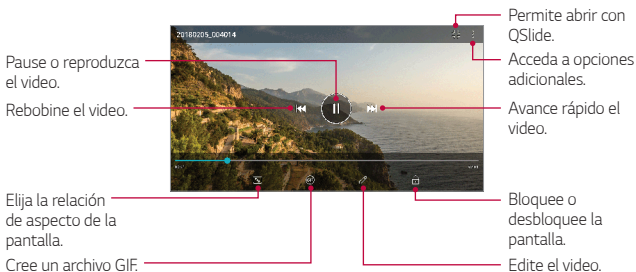 20180205_004014
Permite abrir con
QSlide.
Acceda a opciones
adicionales.
Pause o reproduzca
el video.
Rebobine el video.
Avance rápido el
video.
Elija la relación
de aspecto de la
pantalla.
Cree un archivo GIF.
Bloquee o
desbloquee la
pantalla.
Edite el video.
GIF